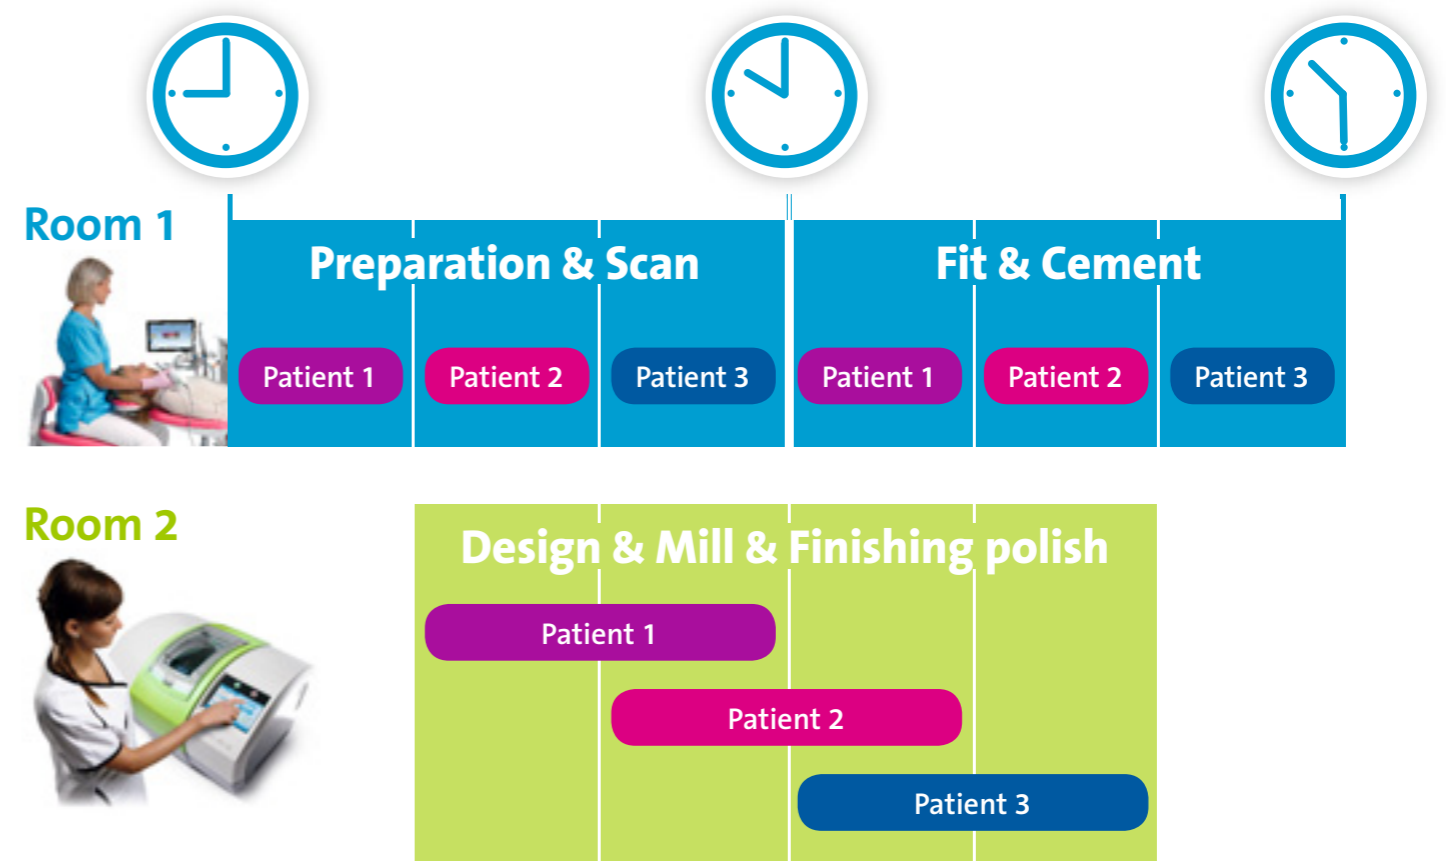 Room 1
Preparation & Scan
Fit & Cement
Patient 1
Patient 2
Patient 3
Patient 1
Patient 2
Patient 3
Room 2
Design & Mill & Finishing polish
Patient 1
Patient 2
Patient 3